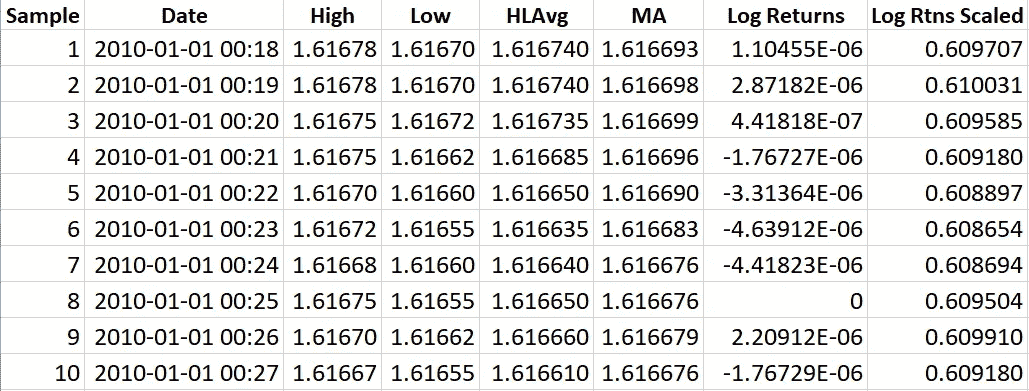 Sample Date High Low HLAvg MA Log Returns Log Rtns Scaled
1 2010-01-01 00:18 1.61678 1.61670 1.616740 1.616693 1.10455E-06 0.609707
2 2010-01-01 00:19 1.61678 1.61670 1.616740 1.616698 2.87182E-06 0.610031
3 2010-01-01 00:20 1.61675 1.61672 1.616735 1.616699 4.41818E-07 0.609585
4 2010-01-01 00:21 1.61675 1.61662 1.616685 1.616696 -1.76727E-06 0.609180
5 2010-01-01 00:22 1.61670 1.61660 1.616650 1.616690 -3.31364E-06 0.608897
6 2010-01-01 00:23 1.61672 1.61655 1.616635 1.616683 -4.63912E-06 0.608654
7 2010-01-01 00:24 1.61668 1.61660 1.616640 1.616676 -4.41823E-06 0.608694
8 2010-01-01 00:25 1.61675 1.61655 1.616650 1.616676 0 0.609504
9 2010-01-01 00:26 1.61670 1.61662 1.616660 1.616679 2.20912E-06 0.609910
10 2010-01-01 00:27 1.61667 1.61655 1.616610 1.616676 -1.76729E-06 0.609180